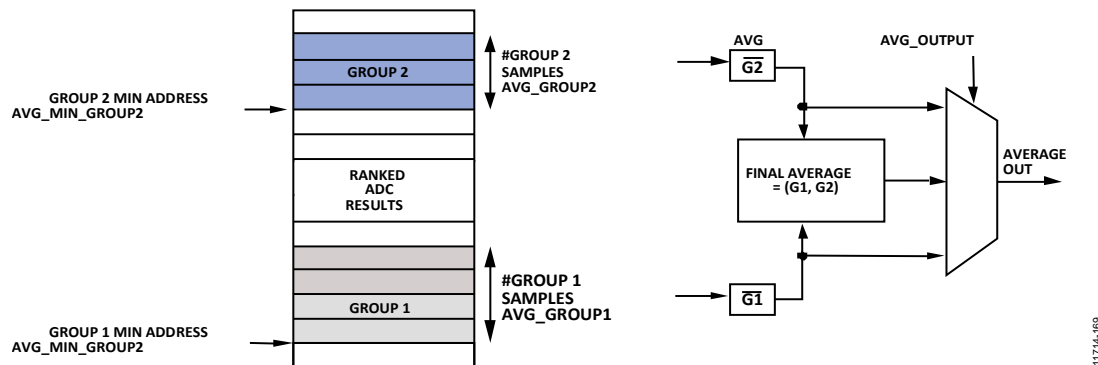 GROUP 2
#GROUP 2
SAMPLES
AVG_GROUP2
GROUP 2 MIN ADDRESS
AVG_MIN_GROUP2
RANKED
ADC
RESULTS
GROUP 1
#GROUP 1
SAMPLES
AVG_GROUP1
GROUP 1 MIN ADDRESS
AVG_MIN_GROUP2
AVG
G2
AVG_OUTPUT
FINAL AVERAGE
= (G1, G2)
AVERAGE
OUT
G1
11714-169